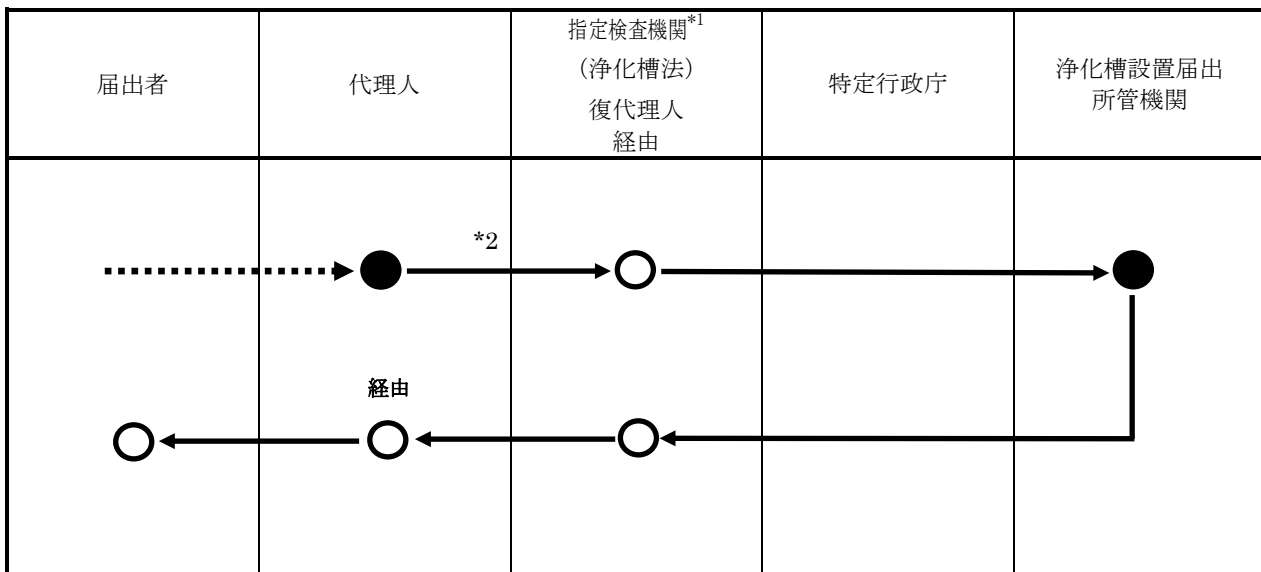 届出者
代理人
指定検査機関*1
(浄化槽法)
復代理人
経由
特定行政庁
浄化槽設置届出
所管機関
*2
経由